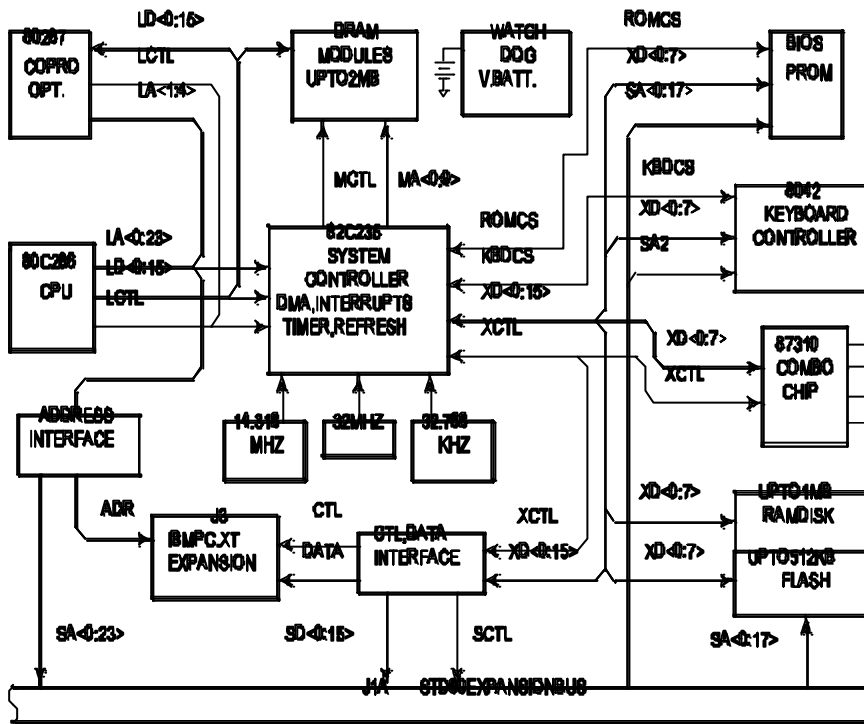 80287
COPRO
OPT.
LD<0:15>
LCTL
LA<1:4>
DRAM
MODULES
UPTO2MB
WATCH
DOG
V.BATT.
ROMCS
XD<0:7>
SA<0:17>
BIOS
PROM
MCTL
MA<0:9>
KBDCS
XD<0:7>
SA2
8042
KEYBOARD
CONTROLLER
80C286
CPU
LA<0:23>
LD<0:15>
LCTL
82C236
SYSTEM
CONTROLLER
DMA,INTERRUPTS
TIMER,REFRESH
ROMCS
KBDCS
XD<0:15>
XCTL
XD<0:7>
XCTL
87310
COMBO
CHIP
ADDRESS
INTERFACE
14.318
MHZ
32MHZ
32.768
KHZ
ADR
J3
IBMPC.XT
EXPANSION
CTL
DATA
CTL,DATA
INTERFACE
XCTL
XD<0:15>
XD<0:7>
XD<0:7>
UPTO1MB
RAMDISK
UPTO512KB
FLASH
SA<0:23>
SD<0:15>
SCTL
SA<0:17>
J1A
STD80EXPANSIONBUS